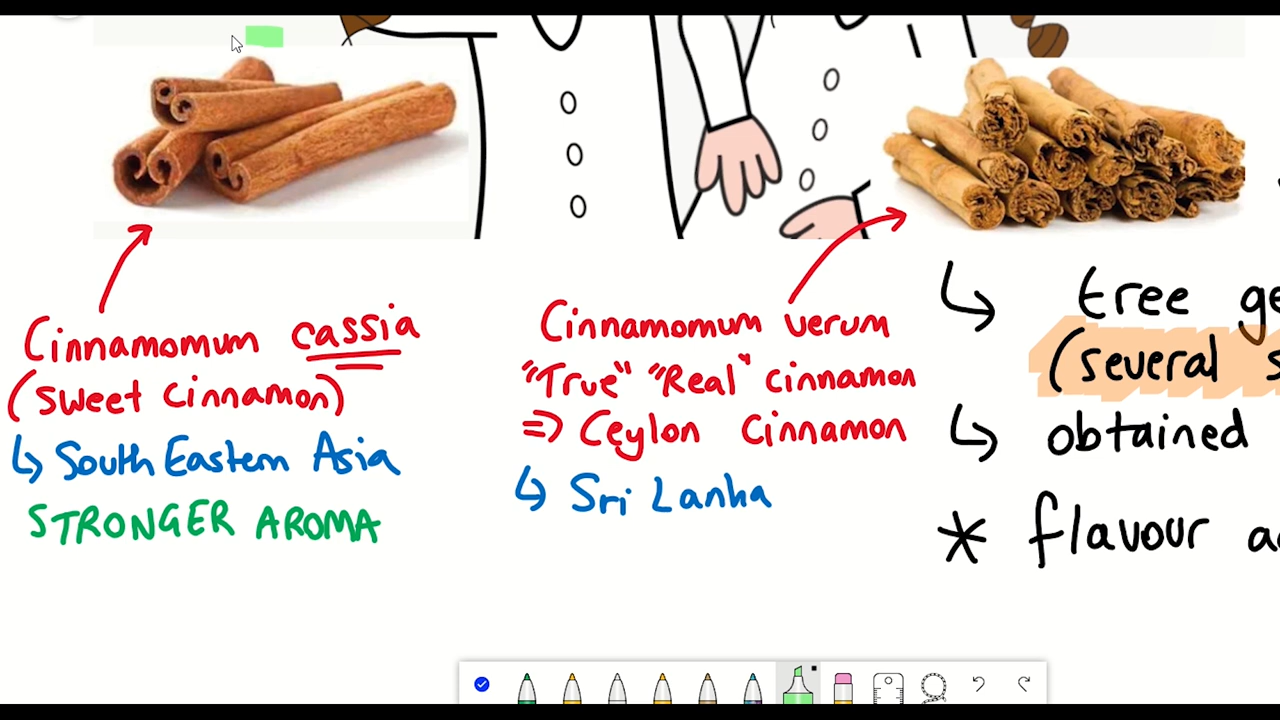 Cinnamomum cassia
(sweet cinnamon)
↳ South Eastern Asia
STRONGER AROMA
Cinnamomum verum
"True" "Real" cinnamon
=> Ceylon Cinnamon
↳ Sri Lanka
↳ tree
(several
↳ obtained
* flavour